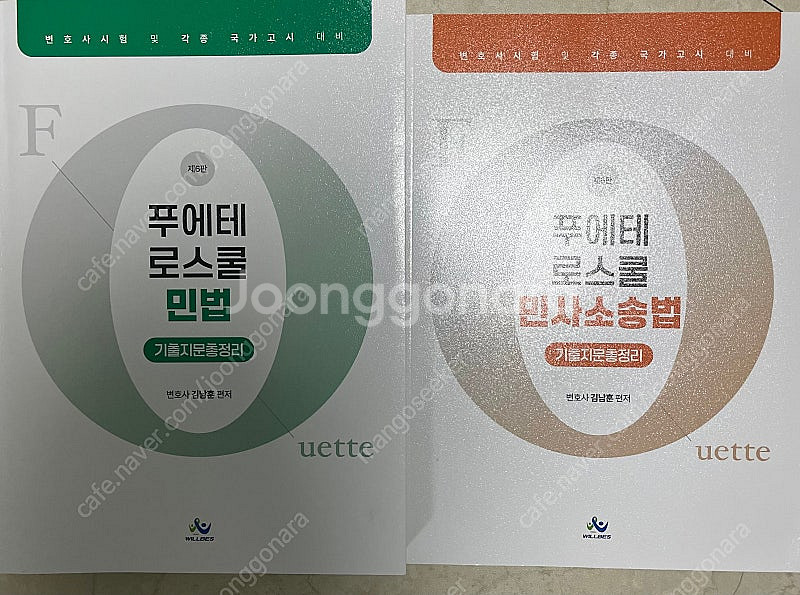 변호사시험 및 각종 국가고시 대비
F
제6판
푸에테
로스쿨
민법
기출지문총정리
변호사 김남훈 편저
uette
WILLBES
변호사시험 및 각종 국가고시 대비
F
제6판
푸에테
로스쿨
민사소송법
기출지문총정리
변호사 김남훈 편저
uette
WILLBES
Joonggonara
cafe.naver.com/joonggonara